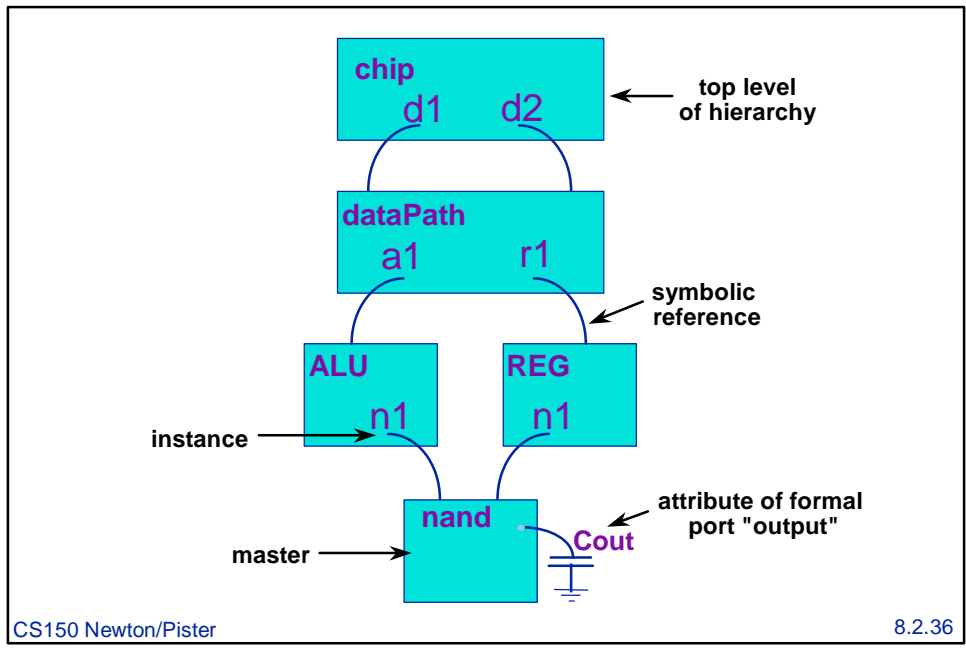 chip
d1 d2
top level
of hierarchy
dataPath
a1 r1
symbolic
reference
ALU
REG
n1
n1
instance
nand
attribute of formal
port "output"
Cout
master
CS150 Newton/Pister
8.2.36